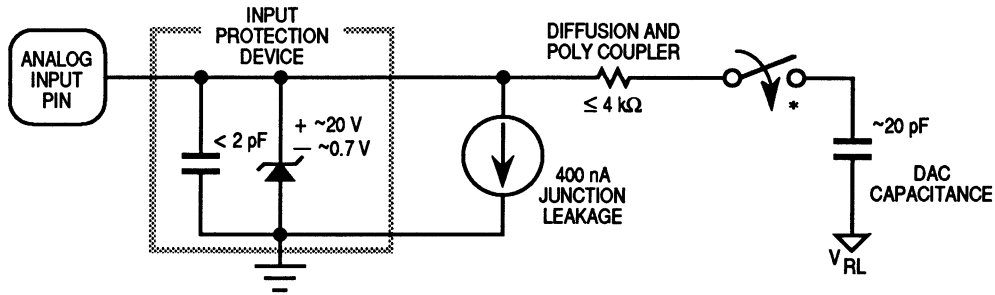 INPUT
PROTECTION
DEVICE
ANALOG
INPUT
PIN
< 2 pF
+ ~20 V
— ~0.7 V
400 nA
JUNCTION
LEAKAGE
DIFFUSION AND
POLY COUPLER
≤ 4 kΩ
*
~20 pF
DAC
CAPACITANCE
VRL